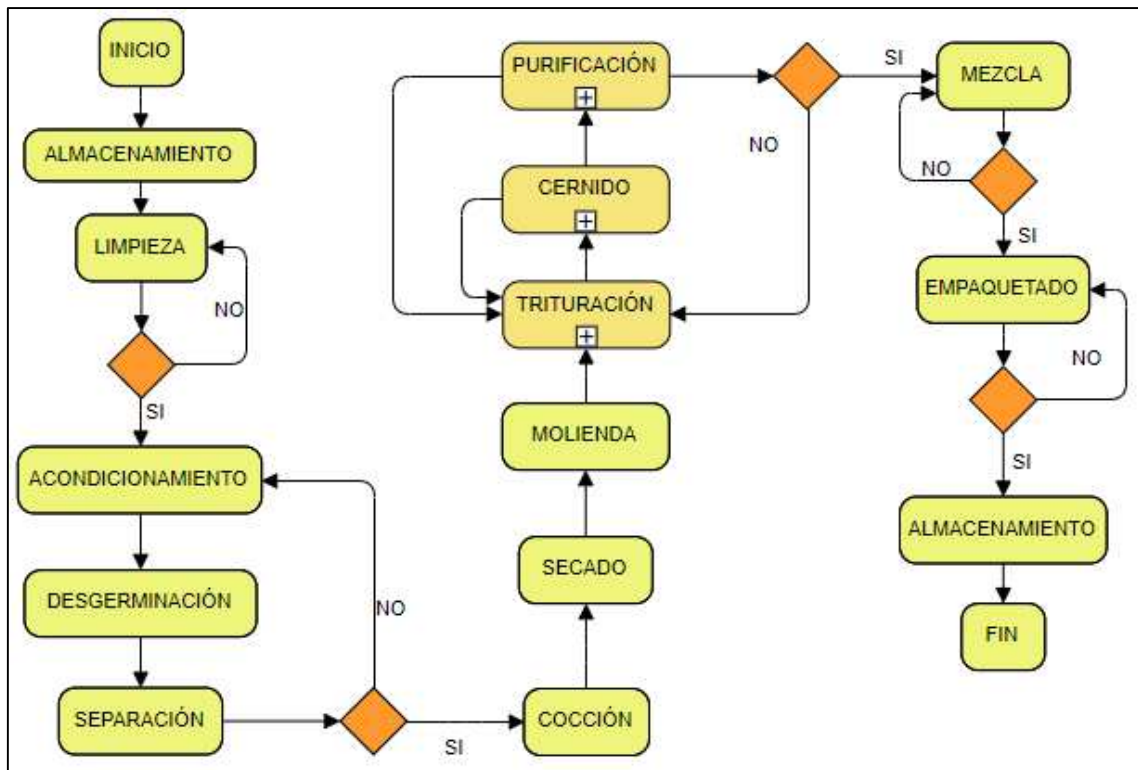 INICIO
ALMACENAMIENTO
LIMPIEZA
NO
SI
ACONDICIONAMIENTO
DESGERMINACIÓN
NO
SEPARACIÓN
SI
COCCIÓN
SECADO
MOLIENDA
TRITURACIÓN
CERNIDO
PURIFICACIÓN
SI
NO
MEZCLA
NO
SI
EMPAQUETADO
NO
SI
ALMACENAMIENTO
FIN